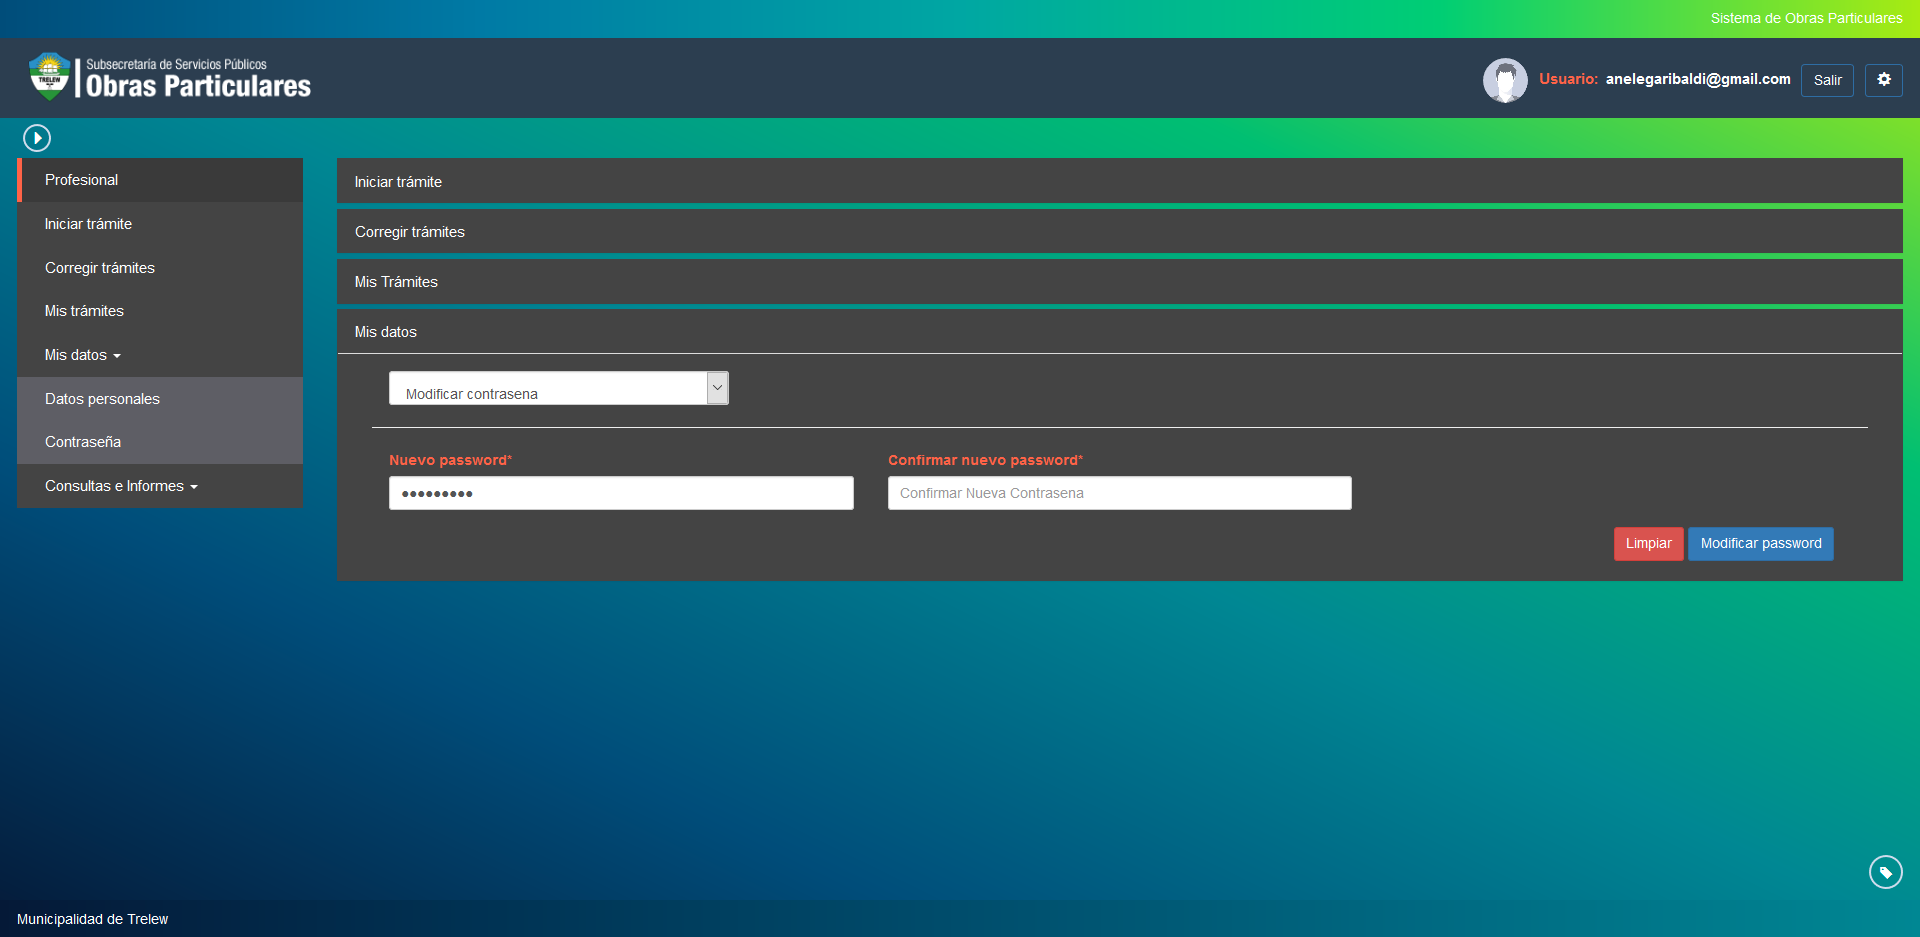 Sistema de Obras Particulares
Subsecretaría de Servicios Públicos
Obras Particulares
TRELEW
Usuario: anelegaribaldi@gmail.com
Salir
Profesional
Iniciar trámite
Corregir trámites
Mis trámites
Mis datos
Datos personales
Contraseña
Consultas e Informes
Iniciar trámite
Corregir trámites
Mis Trámites
Mis datos
Modificar contrasena
Nuevo password*
Confirmar nuevo password*
•••••••••
Confirmar Nueva Contrasena
Limpiar
Modificar password
Municipalidad de Trelew